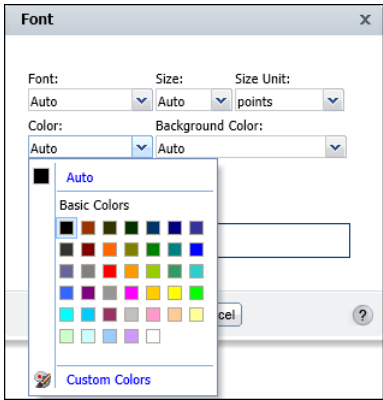 Font x
Font: Size: Size Unit:
Auto Auto points
Color: Background Color:
Auto Auto
Auto
Basic Colors
cel ?
Custom Colors